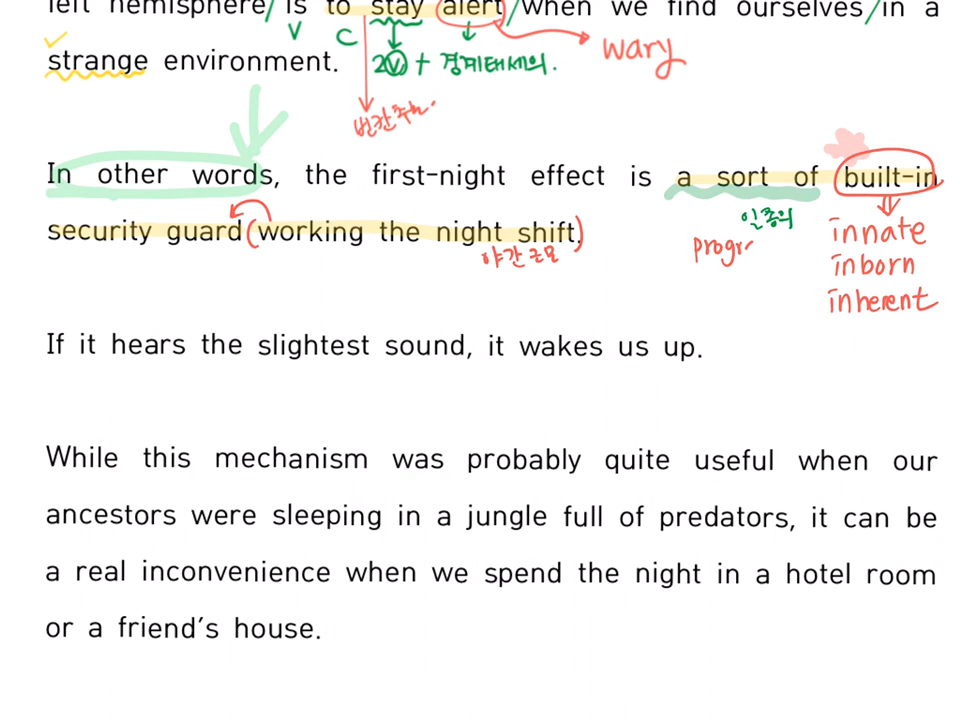 left hemisphere/ is to stay alert/when we find ourselves/in a
V C
strange environment. 2V + 경계태세의. wary
번칸주ㄴ.
In other words, the first-night effect is a sort of built-in
security guard (working the night shift.)
야간근무
인종의
progr
innate
inborn
inherent
If it hears the slightest sound, it wakes us up.
While this mechanism was probably quite useful when our
ancestors were sleeping in a jungle full of predators, it can be
a real inconvenience when we spend the night in a hotel room
or a friend's house.